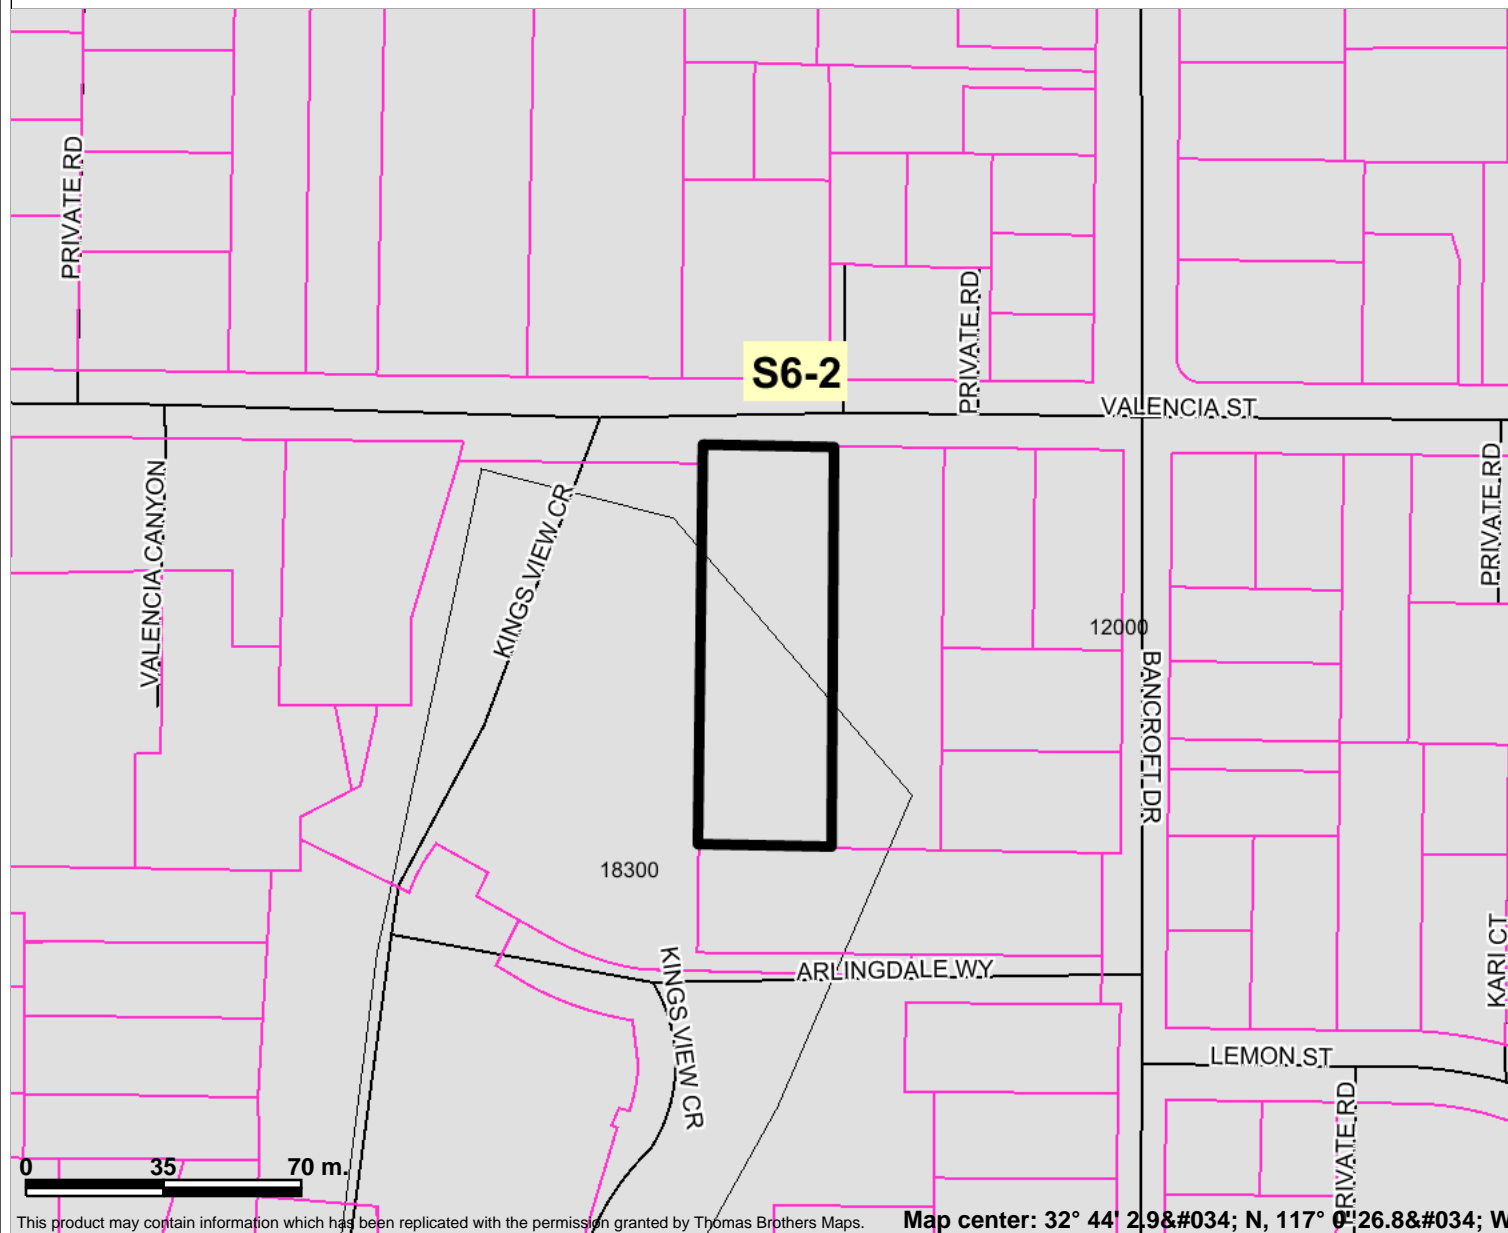 PRIVATE RD
S6-2
PRIVATE RD
VALENCIA ST
VALENCIA CANYON
KINGS VIEW CR
PRIVATE RD
12000
BANCROFT DR
18300
KINGS VIEW CR
ARLINGDALE WY
KARI CT
LEMON ST
PRIVATE RD
0 35 70 m.
This product may contain information which has been replicated with the permission granted by Thomas Brothers Maps.
Map center: 32° 44' 2.9&#034; N, 117° 0' 26.8&#034; W